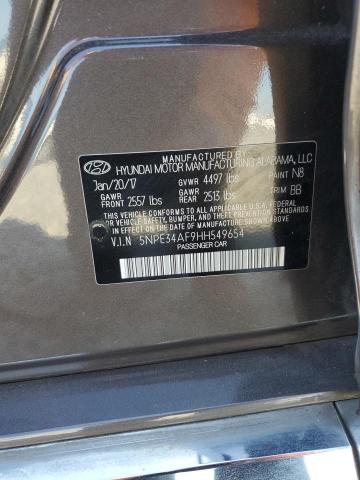 MANUFACTURED BY
HYUNDAI MOTOR MANUFACTURING ALABAMA, LLC
Jan/20/17 GVWR 4497 lbs PAINT N8
GAWR FRONT 2557 lbs GAWR REAR 2513 lbs TRIM BB
THIS VEHICLE CONFORMS TO ALL APPLICABLE U.S.A. FEDERAL
MOTOR VEHICLE SAFETY, BUMPER, AND THEFT PREVENTION
STANDARDS IN EFFECT ON THE DATE OF MANUFACTURE SHOWN ABOVE.
V.I.N 5NPE34AF9HH549654
PASSENGER CAR